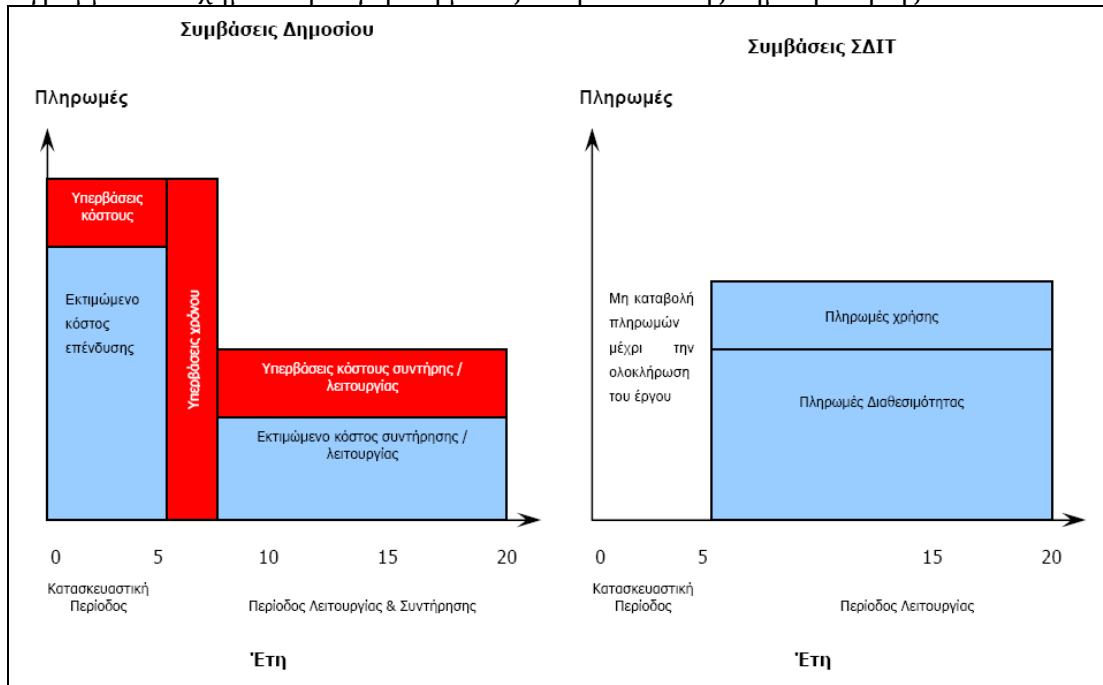 Συμβάσεις Δημοσίου
Πληρωμές
Υπερβάσεις
κόστους
Εκτιμώμενο
κόστος
επένδυσης
Υπερβάσεις χρόνου
Υπερβάσεις κόστους συντήρης /
λειτουργίας
Εκτιμώμενο κόστος συντήρησης /
λειτουργίας
0 5 10 15 20
Κατασκευαστική
Περίοδος
Περίοδος Λειτουργίας & Συντήρησης
Έτη
Συμβάσεις ΣΔΙΤ
Πληρωμές
Μη καταβολή
πληρωμών
μέχρι την
ολοκλήρωση
του έργου
Πληρωμές χρήσης
Πληρωμές Διαθεσιμότητας
0 5 15 20
Κατασκευαστική
Περίοδος
Περίοδος Λειτουργίας
Έτη